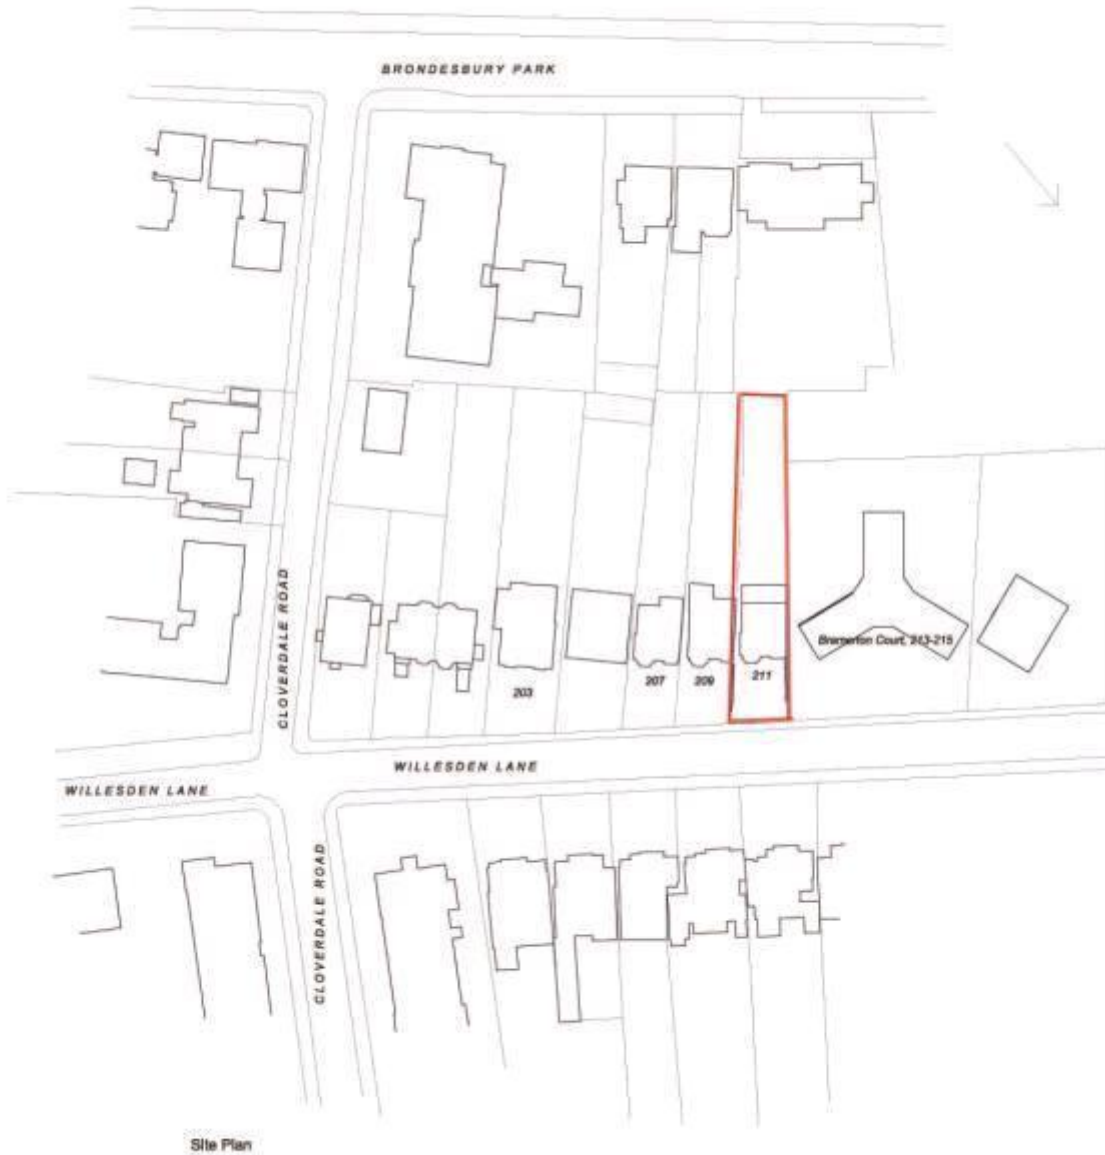 BRONDESBURY PARK
CLOVERDALE ROAD
Bramerton Court, 213-215
203
207
209
211
WILLESDEN LANE
WILLESDEN LANE
CLOVERDALE ROAD
Site Plan